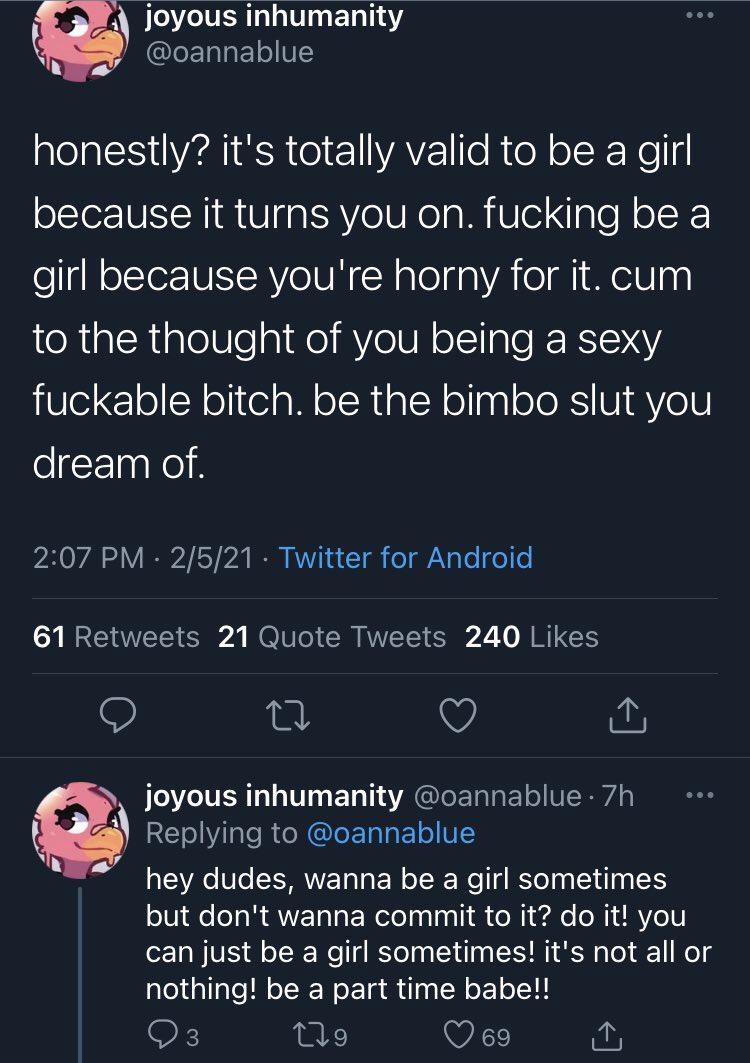 joyous inhumanity
@oannablue
honestly? it's totally valid to be a girl
because it turns you on. fucking be a
girl because you're horny for it. cum
to the thought of you being a sexy
fuckable bitch. be the bimbo slut you
dream of.
2:07 PM · 2/5/21 · Twitter for Android
61 Retweets 21 Quote Tweets 240 Likes
joyous inhumanity @oannablue · 7h
Replying to @oannablue
hey dudes, wanna be a girl sometimes
but don't wanna commit to it? do it! you
can just be a girl sometimes! it's not all or
nothing! be a part time babe!!
3 9 69